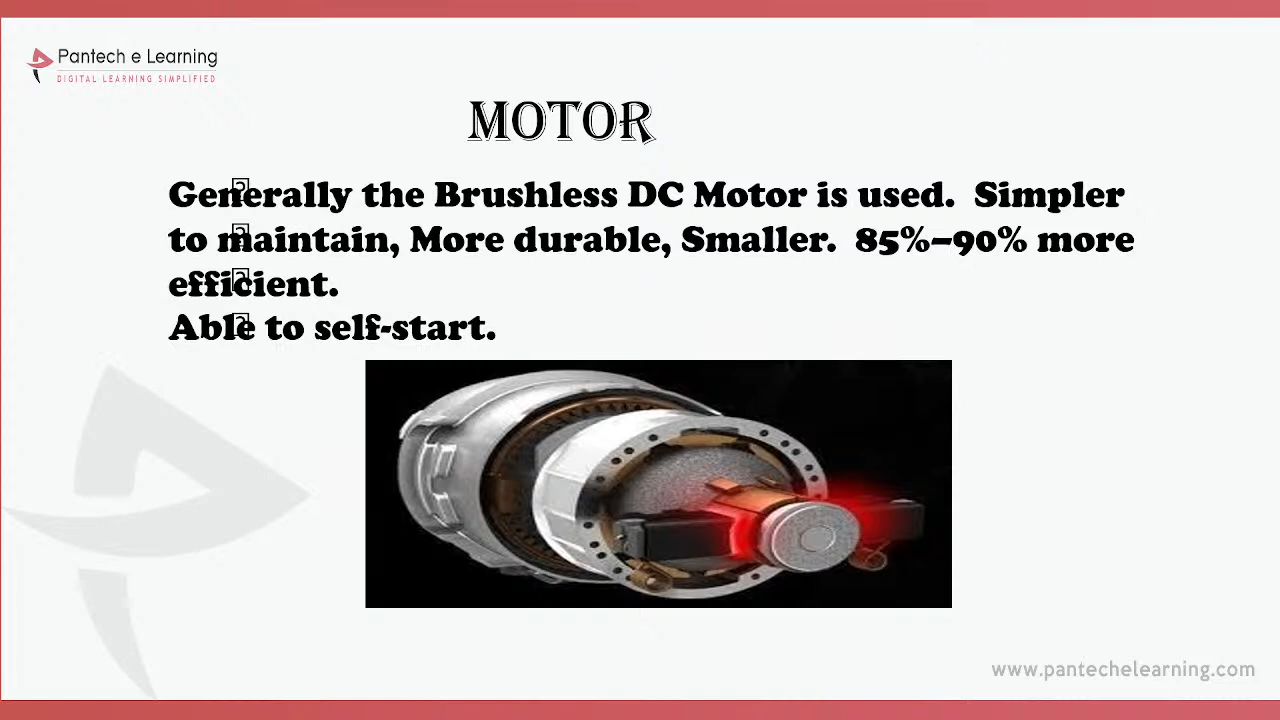 Pantech e Learning
DIGITAL LEARNING SIMPLIFIED
MOTOR
Generally the Brushless DC Motor is used. Simpler
to maintain, More durable, Smaller. 85%–90% more
efficient.
Able to self-start.
www.pantechelearning.com